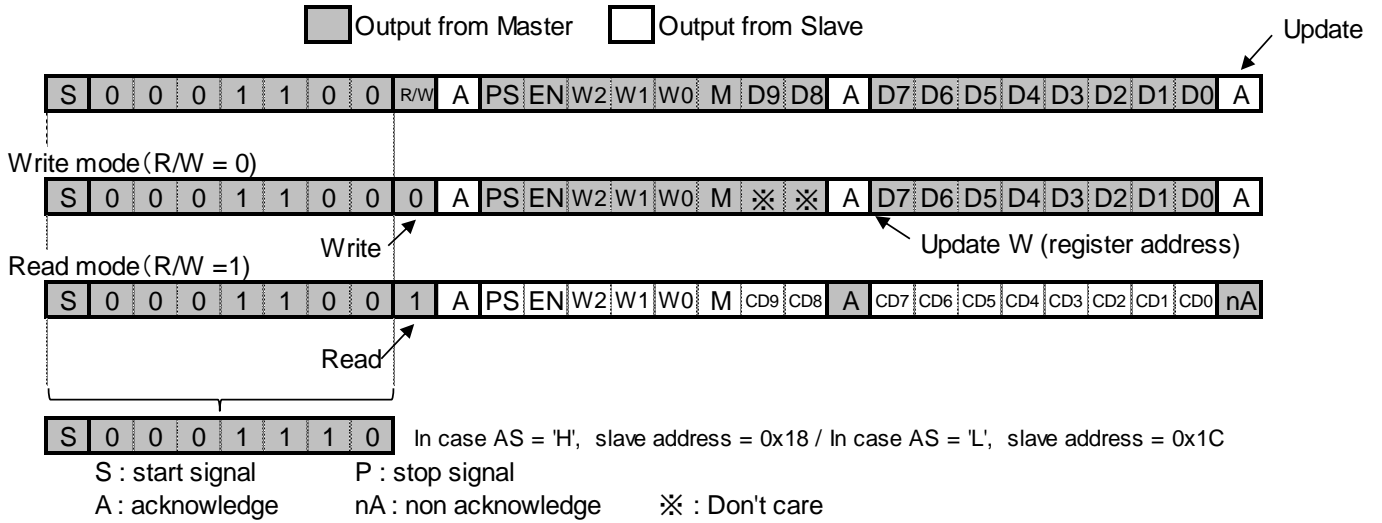 Output from Master Output from Slave
Update
S 0 0 0 1 1 0 0 R/W A PS EN W2 W1 W0 M D9 D8 A D7 D6 D5 D4 D3 D2 D1 D0 A
Write mode(R/W = 0)
S 0 0 0 1 1 0 0 0 A PS EN W2 W1 W0 M ※ ※ A D7 D6 D5 D4 D3 D2 D1 D0 A
Write Update W (register address)
Read mode(R/W =1)
S 0 0 0 1 1 0 0 1 A PS EN W2 W1 W0 M CD9 CD8 A CD7 CD6 CD5 CD4 CD3 CD2 CD1 CD0 nA
Read
S 0 0 0 1 1 1 0 In case AS = 'H', slave address = 0x18 / In case AS = 'L', slave address = 0x1C
S : start signal P : stop signal
A : acknowledge nA : non acknowledge ※ : Don't care